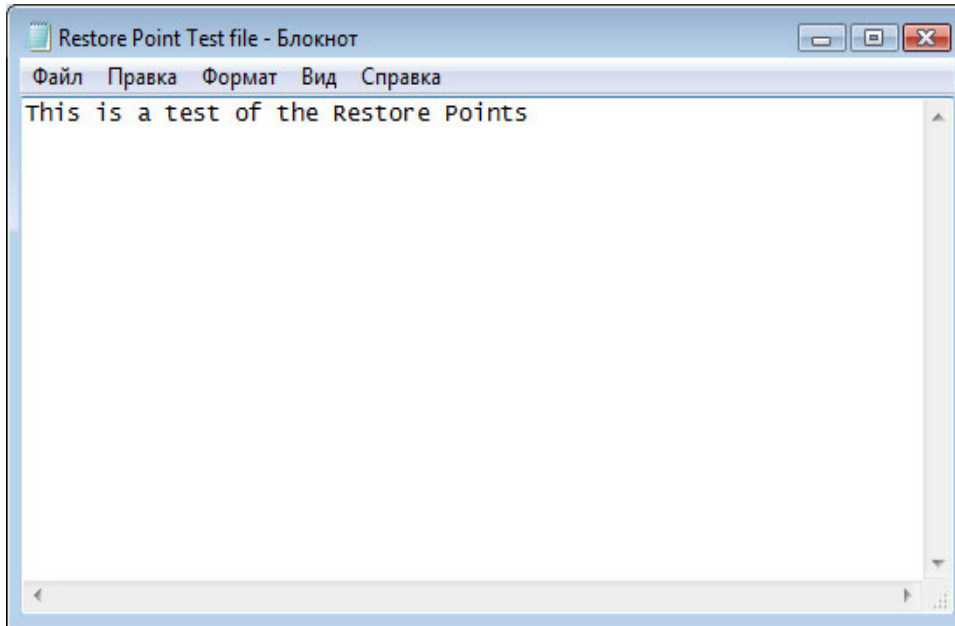 Restore Point Test file - Блокнот
Файл Правка Формат Вид Справка
This is a test of the Restore Points